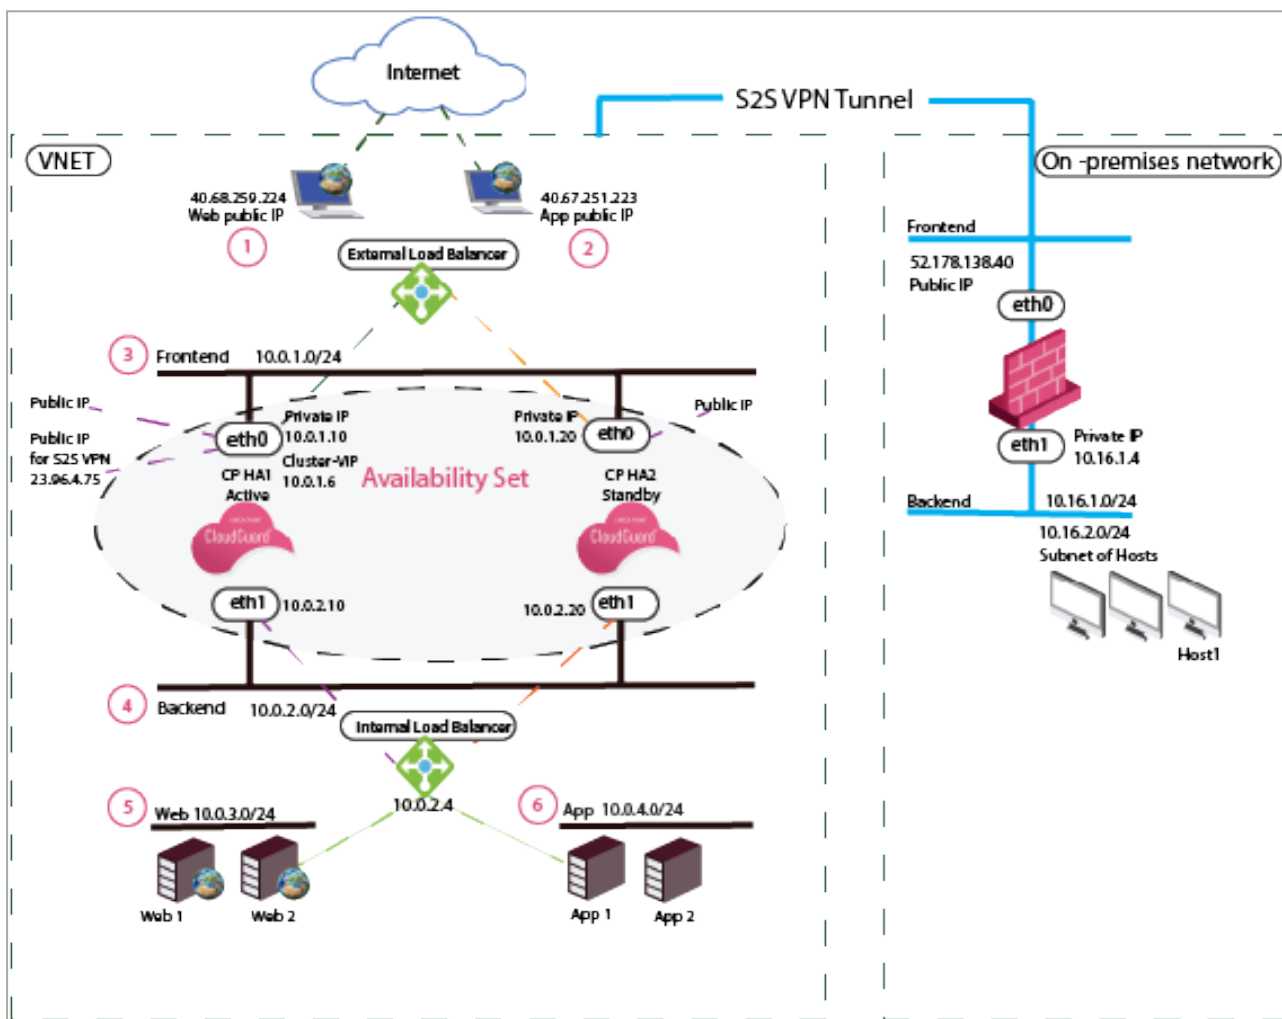 Internet
S2S VPN Tunnel
VNET
On -premises network
40.68.259.224
Web public IP
1
40.67.251.223
App public IP
2
External Load Balancer
Frontend
52.178.138.40
Public IP
eth0
3
Frontend
10.0.1.0/24
Public IP
Public IP
for S2S VPN
23.96.4.75
eth0
Private IP
10.0.1.10
Cluster-VIP
10.0.1.6
Private IP
10.0.1.20
eth0
Public IP
CP HA1
Active
Availability Set
CP HA2
Standby
CHECK POINT
CloudGuard
CHECK POINT
CloudGuard
eth1
Private IP
10.16.1.4
Backend
10.16.1.0/24
10.16.2.0/24
Subnet of Hosts
Host1
eth1
10.0.2.10
10.0.2.20
eth1
4
Backend
10.0.2.0/24
Internal Load Balancer
10.0.2.4
5
Web 10.0.3.0/24
6
App 10.0.4.0/24
Web 1
Web 2
App 1
App 2